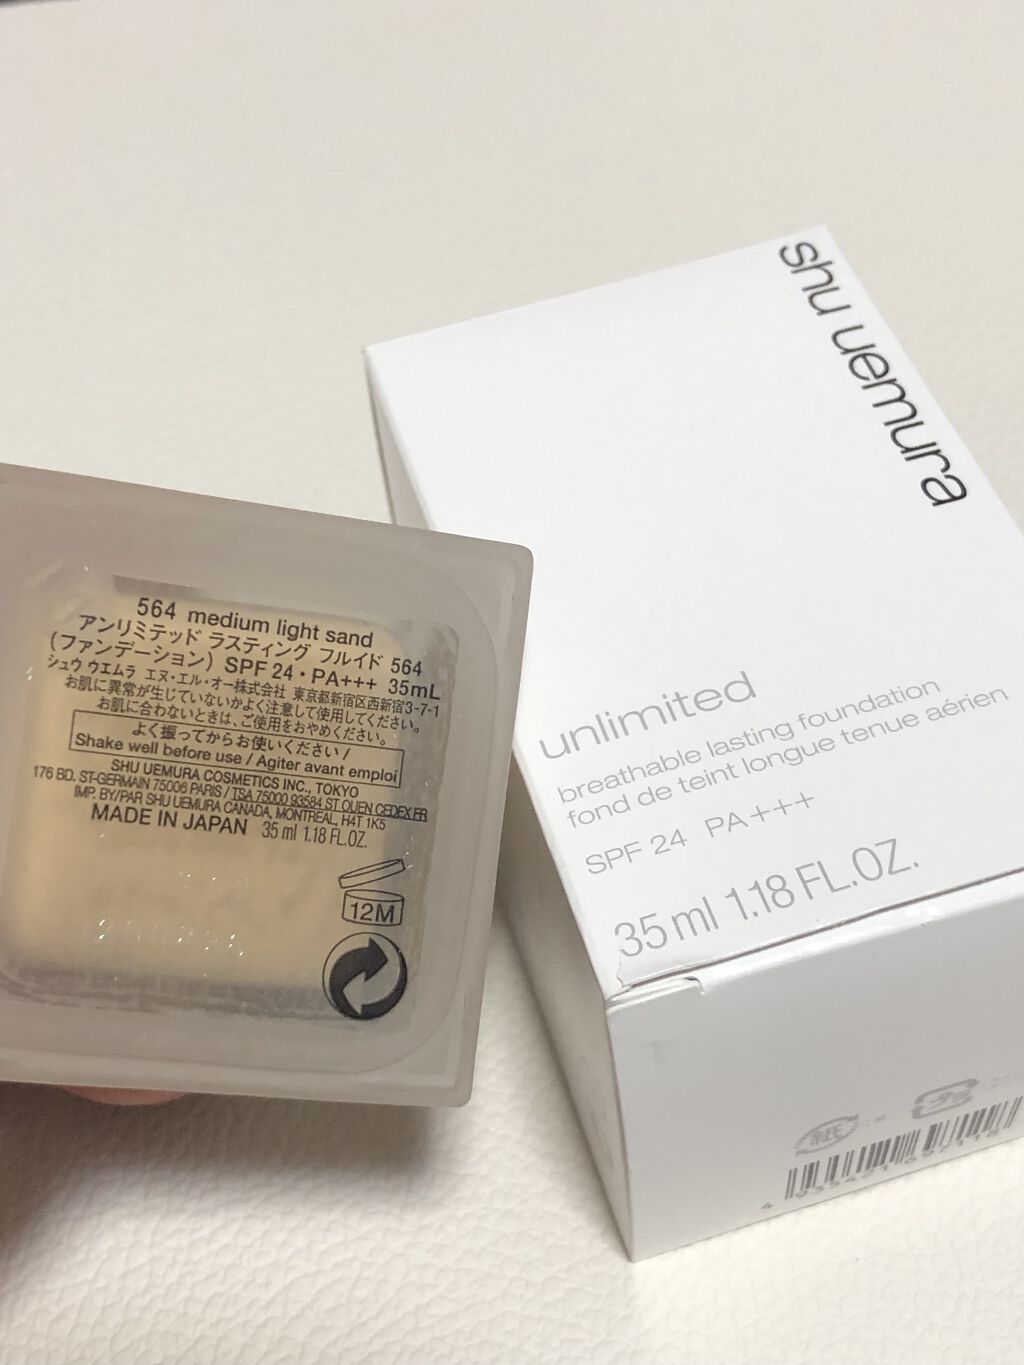 shu uemura
unlimited
breathable lasting foundation
fond de teint longue tenue aérien
SPF 24 PA+++
35 ml 1.18 FL.OZ.
564 medium light sand
アンリミテッド ラスティング フルイド 564
(ファンデーション) SPF 24・PA+++ 35mL
シュウ ウエムラ エヌ・エル・オー株式会社 東京都新宿区西新宿3-7-1
お肌に異常が生じていないかよく注意して使用してください。
お肌に合わないときは、ご使用をおやめください。
よく振ってからお使いください /
Shake well before use / Agiter avant emploi
SHU UEMURA COSMETICS INC., TOKYO
176 BD. ST-GERMAIN 75006 PARIS / TSA 75000 93584 ST OUEN CEDEX FR
IMP. BY/PAR SHU UEMURA CANADA, MONTREAL, H4T 1K5
MADE IN JAPAN 35 ml 1.18 FL.OZ.
12M
紙